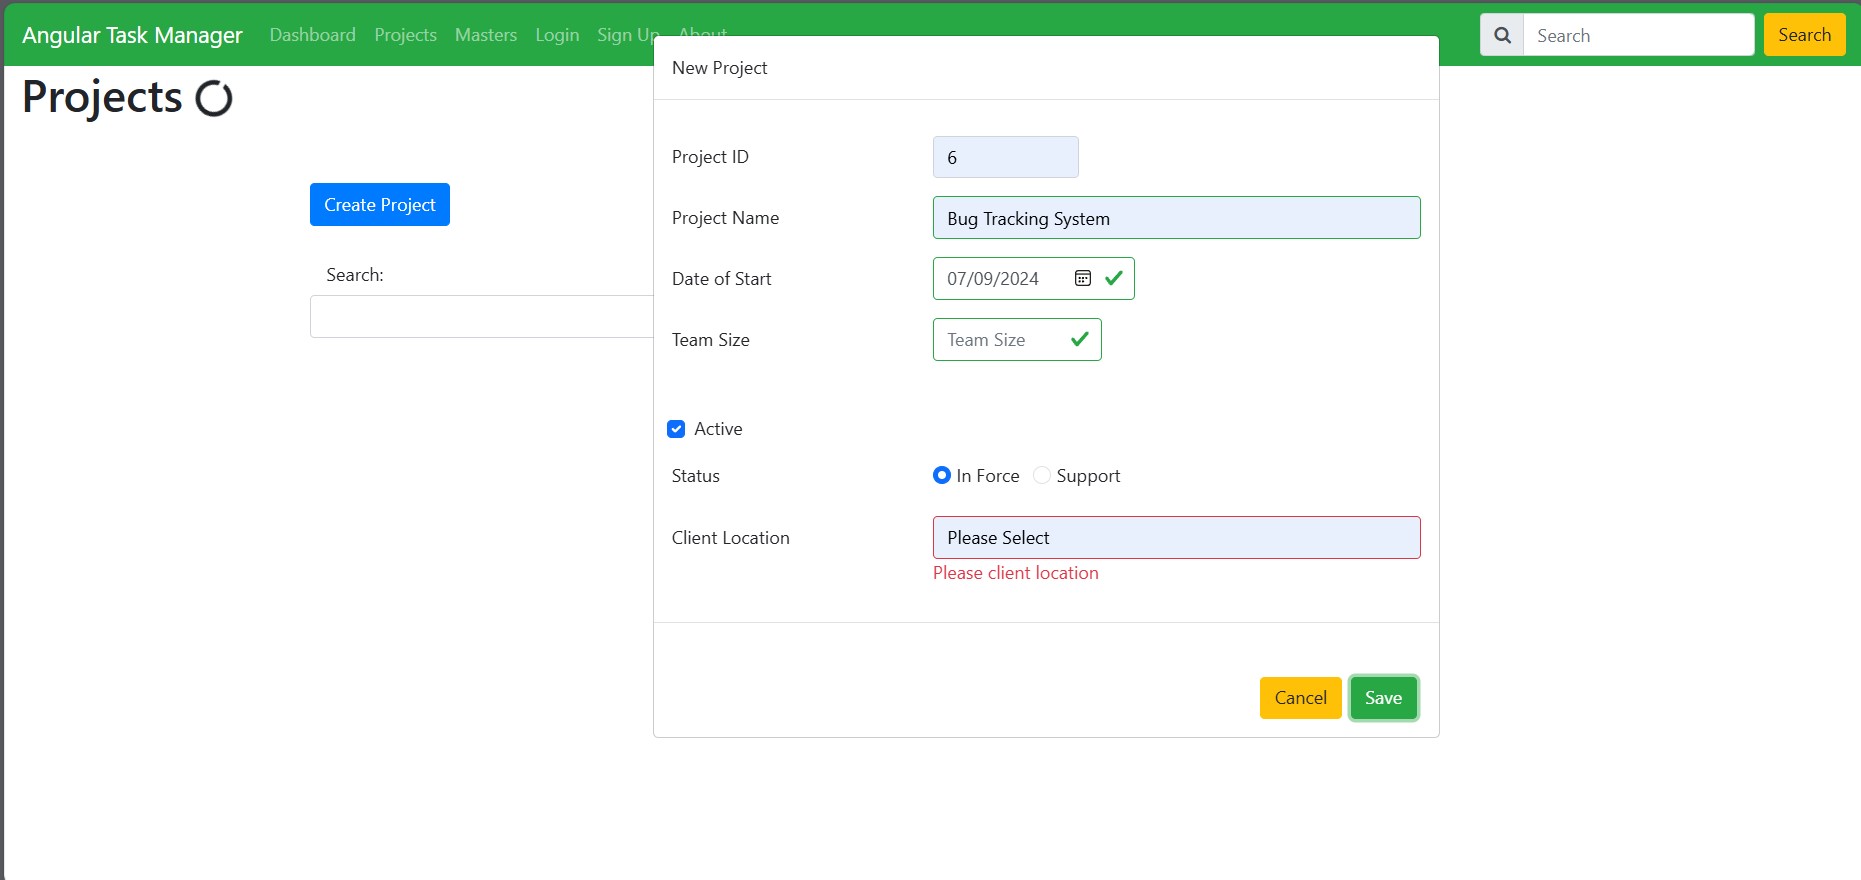 Angular Task Manager Dashboard Projects Masters Login Sign Up About Search Search
Projects
Create Project
Search:
New Project
Project ID 6
Project Name Bug Tracking System
Date of Start 07/09/2024
Team Size Team Size
Active
Status In Force Support
Client Location Please Select
Please client location
Cancel Save